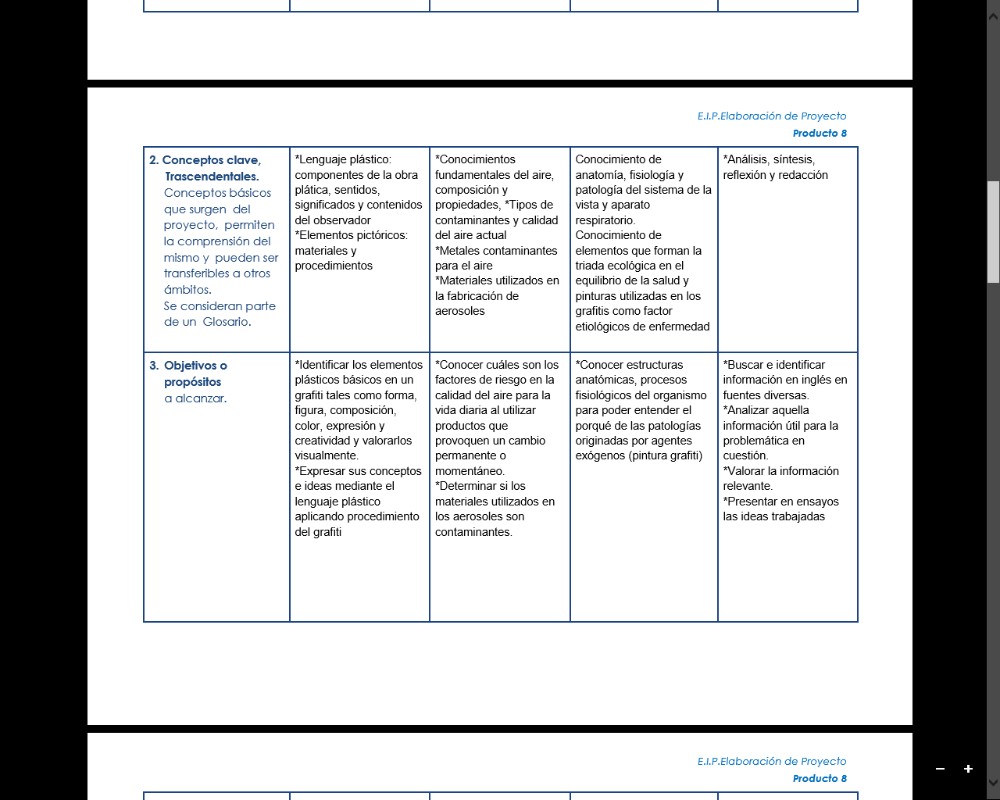 E.I.P.Elaboración de Proyecto
Producto 8
2. Conceptos clave,
Trascendentales.
Conceptos básicos
que surgen del
proyecto, permiten
la comprensión del
mismo y pueden ser
transferibles a otros
ámbitos.
Se consideran parte
de un Glosario.
*Lenguaje plástico:
componentes de la obra
plática, sentidos,
significados y contenidos
del observador
*Elementos pictóricos:
materiales y
procedimientos
*Conocimientos
fundamentales del aire,
composición y
propiedades, *Tipos de
contaminantes y calidad
del aire actual
*Metales contaminantes
para el aire
*Materiales utilizados en
la fabricación de
aerosoles
Conocimiento de
anatomía, fisiología y
patología del sistema de la
vista y aparato
respiratorio.
Conocimiento de
elementos que forman la
triada ecológica en el
equilibrio de la salud y
pinturas utilizadas en los
grafitis como factor
etiológicos de enfermedad
*Análisis, síntesis,
reflexión y redacción
3. Objetivos o
propósitos
a alcanzar.
*Identificar los elementos
plásticos básicos en un
grafiti tales como forma,
figura, composición,
color, expresión y
creatividad y valorarlos
visualmente.
*Expresar sus conceptos
e ideas mediante el
lenguaje plástico
aplicando procedimiento
del grafiti
*Conocer cuáles son los
factores de riesgo en la
calidad del aire para la
vida diaria al utilizar
productos que
provoquen un cambio
permanente o
momentáneo.
*Determinar si los
materiales utilizados en
los aerosoles son
contaminantes.
*Conocer estructuras
anatómicas, procesos
fisiológicos del organismo
para poder entender el
porqué de las patologías
originadas por agentes
exógenos (pintura grafiti)
*Buscar e identificar
información en inglés en
fuentes diversas.
*Analizar aquella
información útil para la
problemática en
cuestión.
*Valorar la información
relevante.
*Presentar en ensayos
las ideas trabajadas
E.I.P.Elaboración de Proyecto
Producto 8